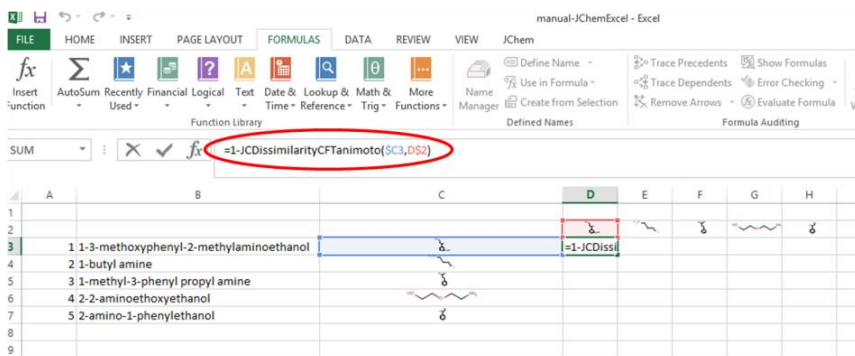 manual-JChemExcel - Excel
FILE HOME INSERT PAGE LAYOUT FORMULAS DATA REVIEW VIEW JChem
fx Σ ? A θ
Insert Function AutoSum Recently Used Financial Logical Text Date & Time Lookup & Reference Math & Trig More Functions Name Manager Define Name Use in Formula Create from Selection Trace Precedents Trace Dependents Remove Arrows Show Formulas Error Checking Evaluate Formula
Function Library Defined Names Formula Auditing
SUM fx =1-JCDissimilarityCFTanimoto($C3,D$2)
A B C D E F G H
1
2
3 1 1-3-methoxyphenyl-2-methylaminoethanol =1-JCDissi
4 2 1-butyl amine
5 3 1-methyl-3-phenyl propyl amine
6 4 2-2-aminoethoxyethanol
7 5 2-amino-1-phenylethanol
8
9